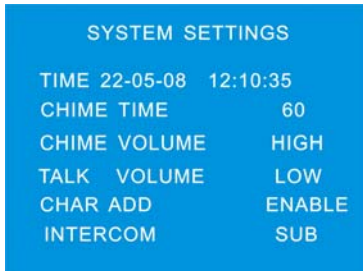 SYSTEM SETTINGS
TIME 22-05-08 12:10:35
CHIME TIME 60
CHIME VOLUME HIGH
TALK VOLUME LOW
CHAR ADD ENABLE
INTERCOM SUB